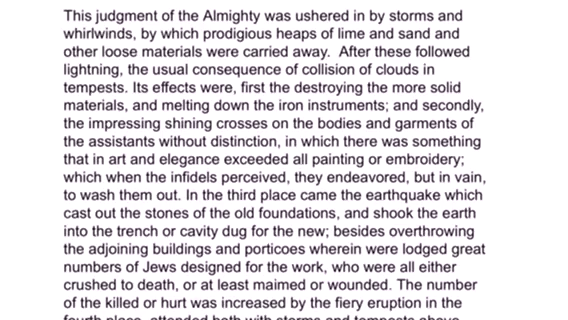 This judgment of the Almighty was ushered in by storms and
whirlwinds, by which prodigious heaps of lime and sand and
other loose materials were carried away.  After these followed
lightning, the usual consequence of collision of clouds in
tempests. Its effects were, first the destroying the more solid
materials, and melting down the iron instruments; and secondly,
the impressing shining crosses on the bodies and garments of
the assistants without distinction, in which there was something
that in art and elegance exceeded all painting or embroidery;
which when the infidels perceived, they endeavored, but in vain,
to wash them out. In the third place came the earthquake which
cast out the stones of the old foundations, and shook the earth
into the trench or cavity dug for the new; besides overthrowing
the adjoining buildings and porticoes wherein were lodged great
numbers of Jews designed for the work, who were all either
crushed to death, or at least maimed or wounded. The number
of the killed or hurt was increased by the fiery eruption in the
fourth place, attended both with storms and tempests above